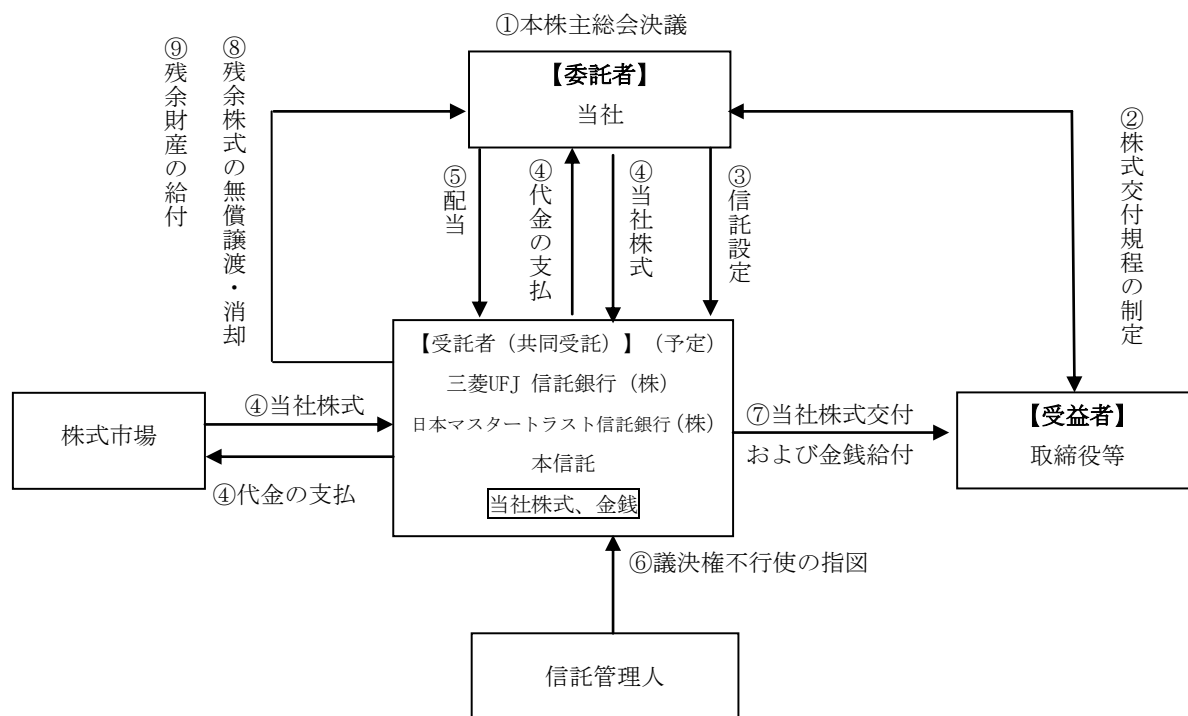 ①本株主総会決議
【委託者】
当社
⑨残余財産の給付
⑧残余株式の無償譲渡・消却
⑤配当
④代金の支払
④当社株式
③信託設定
②株式交付規程の制定
【受託者（共同受託）】（予定）
三菱UFJ 信託銀行（株）
日本マスタートラスト信託銀行（株）
本信託
当社株式、金銭
株式市場
④当社株式
④代金の支払
⑦当社株式交付
および金銭給付
【受益者】
取締役等
⑥議決権不行使の指図
信託管理人